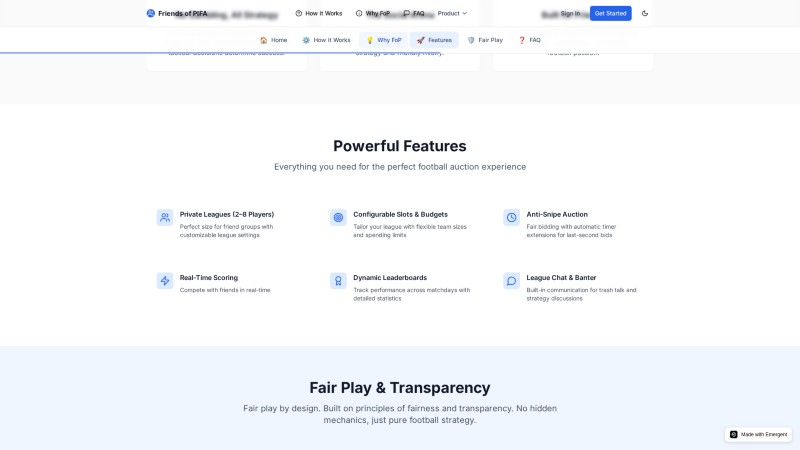 Friends of PIFA
How it Works
Why FoP
FAQ
Product
Sign In
Get Started
Home
How it Works
Why FoP
Features
Fair Play
FAQ
Powerful Features
Everything you need for the perfect football auction experience
Private Leagues (2–8 Players)
Perfect size for friend groups with
customizable league settings
Configurable Slots & Budgets
Tailor your league with flexible team sizes
and spending limits
Anti-Snipe Auction
Fair bidding with automatic timer
extensions for last-second bids
Real-Time Scoring
Compete with friends in real-time
Dynamic Leaderboards
Track performance across matchdays with
detailed statistics
League Chat & Banter
Built-in communication for trash talk and
strategy discussions
Fair Play & Transparency
Fair play by design. Built on principles of fairness and transparency. No hidden
mechanics, just pure football strategy.
Made with Emergent